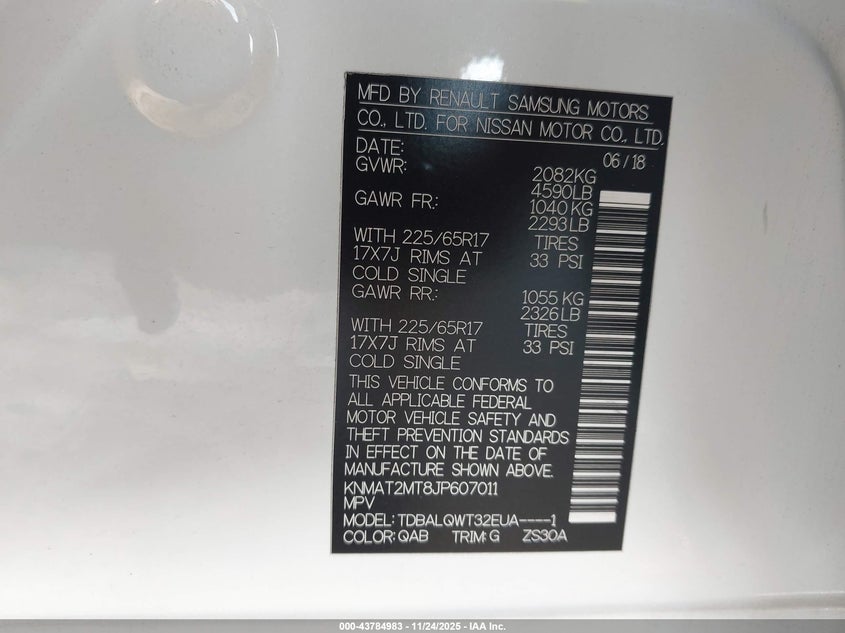 MFD BY RENAULT SAMSUNG MOTORS
CO., LTD. FOR NISSAN MOTOR CO., LTD.
DATE: 06/18
GVWR: 2082KG
4590LB
GAWR FR: 1040KG
2293LB
WITH 225/65R17 TIRES
17X7J RIMS AT 33 PSI
COLD SINGLE
GAWR RR: 1055KG
2326LB
WITH 225/65R17 TIRES
17X7J RIMS AT 33 PSI
COLD SINGLE
THIS VEHICLE CONFORMS TO
ALL APPLICABLE FEDERAL
MOTOR VEHICLE SAFETY AND
THEFT PREVENTION STANDARDS
IN EFFECT ON THE DATE OF
MANUFACTURE SHOWN ABOVE.
KNMAT2MT8JP607011
MPV
MODEL: TDBALQWT32EUA----1
COLOR: QAB TRIM: G ZS30A
000-43784983 - 11/24/2025 - IAA Inc.